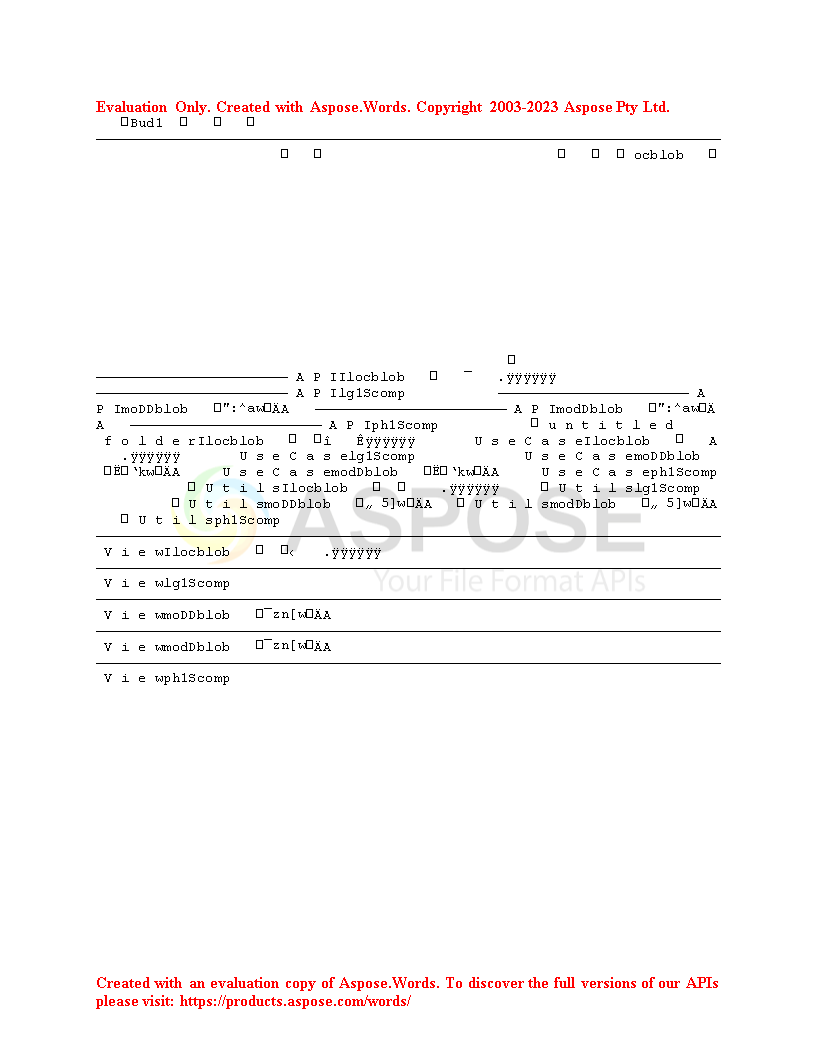 Evaluation Only. Created with Aspose.Words. Copyright 2003-2023 Aspose Pty Ltd.
□Bud1 □ □ □
□ □ □ □ □ ocblob □
□
A P IIlocblob □ ¯ .ÿÿÿÿÿÿ
A P Ilg1Scomp A
P ImoDDblob □":^aw□ÄA A P ImodDblob □":^aw□Ä
A A P Iph1Scomp □ u n t i t l e d
f o l d e rIlocblob □ □î Êÿÿÿÿÿÿ U s e C a s eIlocblob □ A
.ÿÿÿÿÿÿ U s e C a s elg1Scomp U s e C a s emoDDblob
□Ë□‘kw□ÄA U s e C a s emodDblob □Ë□‘kw□ÄA U s e C a s eph1Scomp
□ U t i l sIlocblob □ □ .ÿÿÿÿÿÿ □ U t i l slg1Scomp
□ U t i l smoDDblob □„ 5]w□ÄA □ U t i l smodDblob □„ 5]w□ÄA
□ U t i l sph1Scomp
ASPOSE
V i e wIlocblob □ □‹ .ÿÿÿÿÿÿ
Your File Format APIs
V i e wlg1Scomp
V i e wmoDDblob □¯zn[w□ÄA
V i e wmodDblob □¯zn[w□ÄA
V i e wph1Scomp
Created with an evaluation copy of Aspose.Words. To discover the full versions of our APIs
please visit: https://products.aspose.com/words/